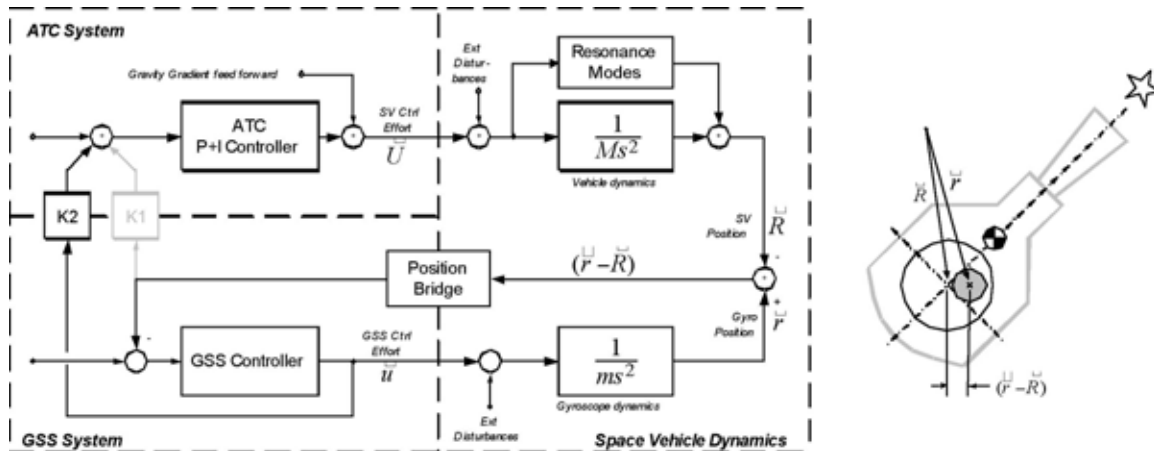 ATC System
Gravity Gradient feed forward
ATC
P+I Controller
SV Ctrl
Effort
U
Ext
Distur-
bances
Resonance
Modes
1
Ms²
Vehicle dynamics
K2
K1
SV
Position
R
Position
Bridge
(r – R)
-
+
Gyro
Position
r
-
GSS Controller
GSS Ctrl
Effort
u
1
ms²
Gyroscope dynamics
Ext
Disturbances
GSS System
Space Vehicle Dynamics
R
r
(r – R)